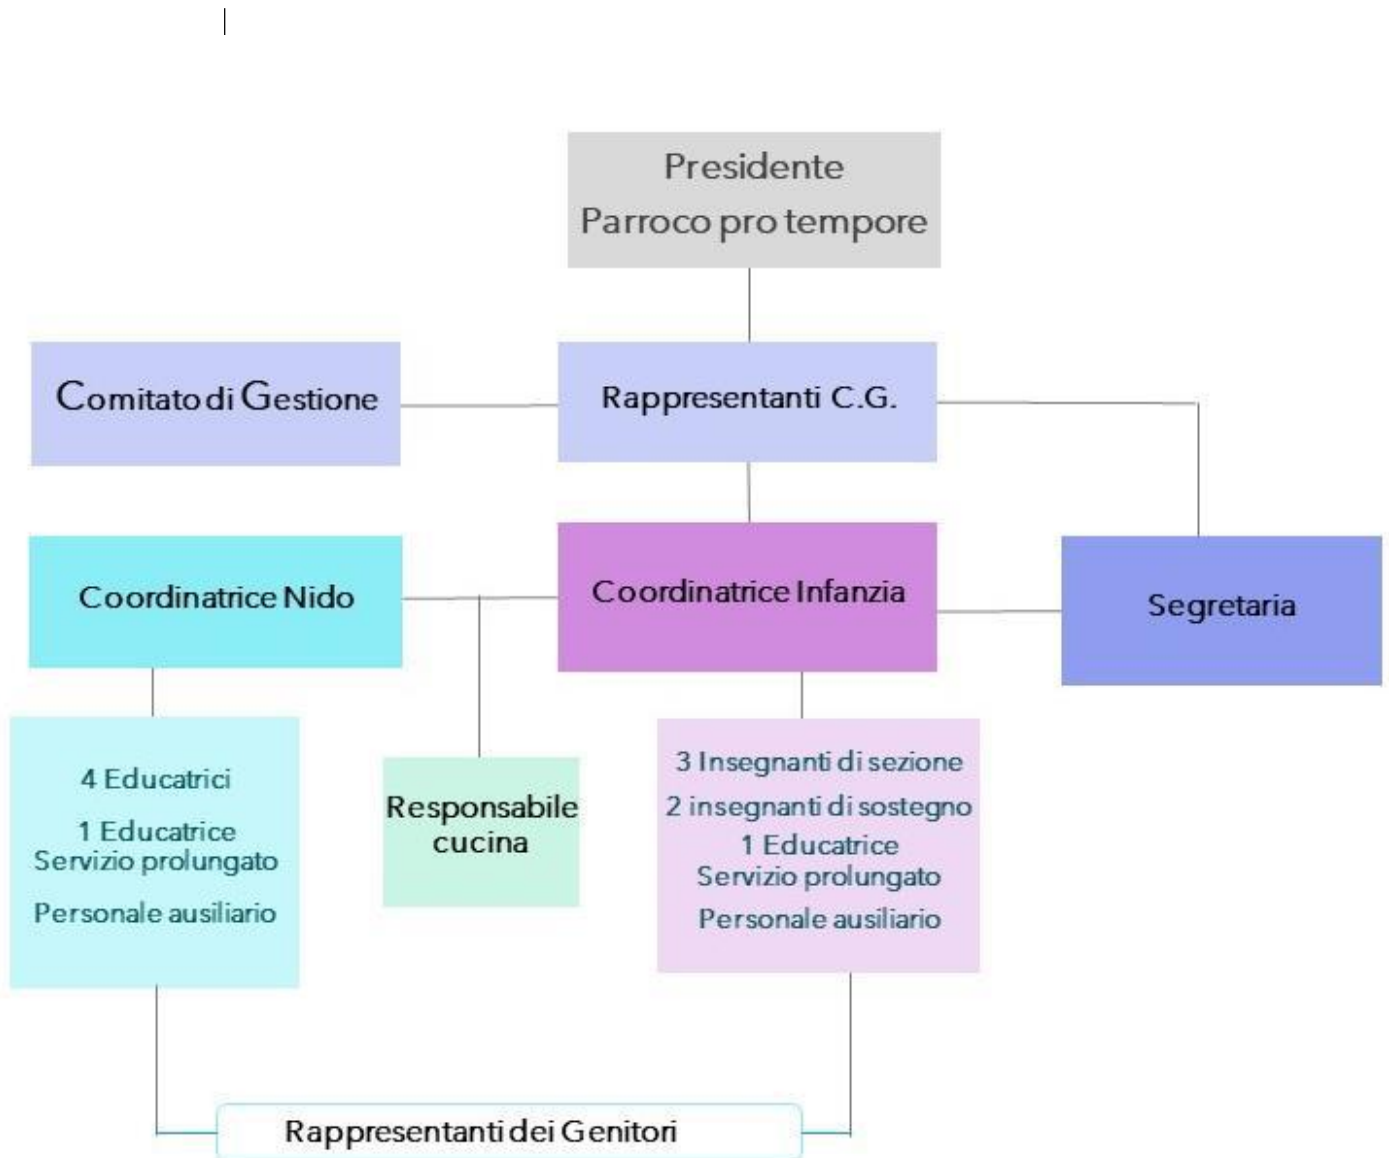 Presidente
Parroco pro tempore
Comitato di Gestione
Rappresentanti C.G.
Coordinatrice Nido
Coordinatrice Infanzia
Segretaria
4 Educatrici
1 Educatrice
Servizio prolungato
Personale ausiliario
Responsabile
cucina
3 Insegnanti di sezione
2 insegnanti di sostegno
1 Educatrice
Servizio prolungato
Personale ausiliario
Rappresentanti dei Genitori